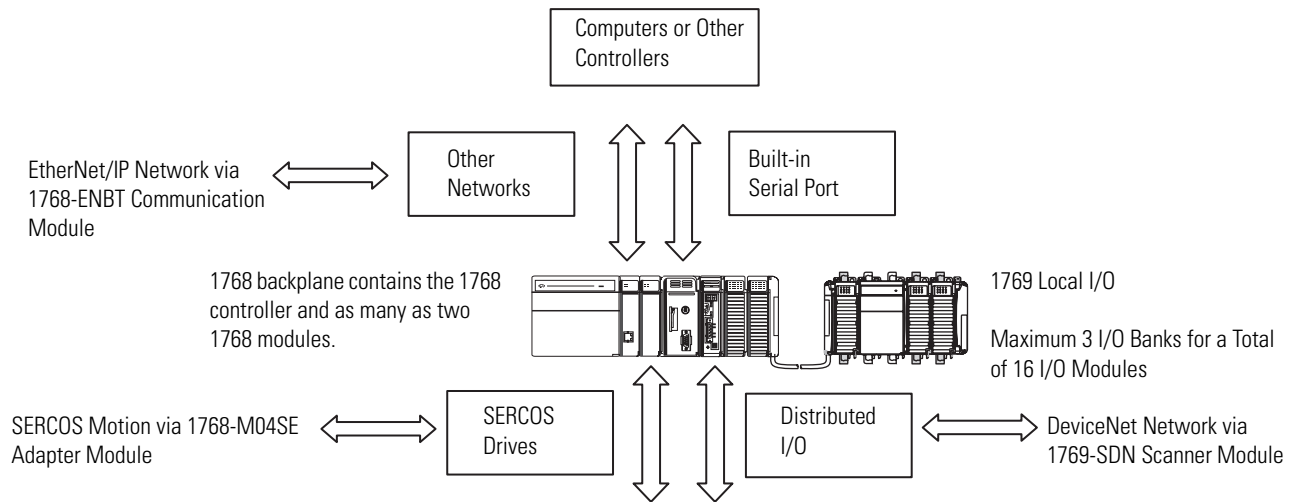 Computers or Other
Controllers
EtherNet/IP Network via
1768-ENBT Communication
Module
Other
Networks
Built-in
Serial Port
1768 backplane contains the 1768
controller and as many as two
1768 modules.
1769 Local I/O
Maximum 3 I/O Banks for a Total
of 16 I/O Modules
SERCOS Motion via 1768-M04SE
Adapter Module
SERCOS
Drives
Distributed
I/O
DeviceNet Network via
1769-SDN Scanner Module